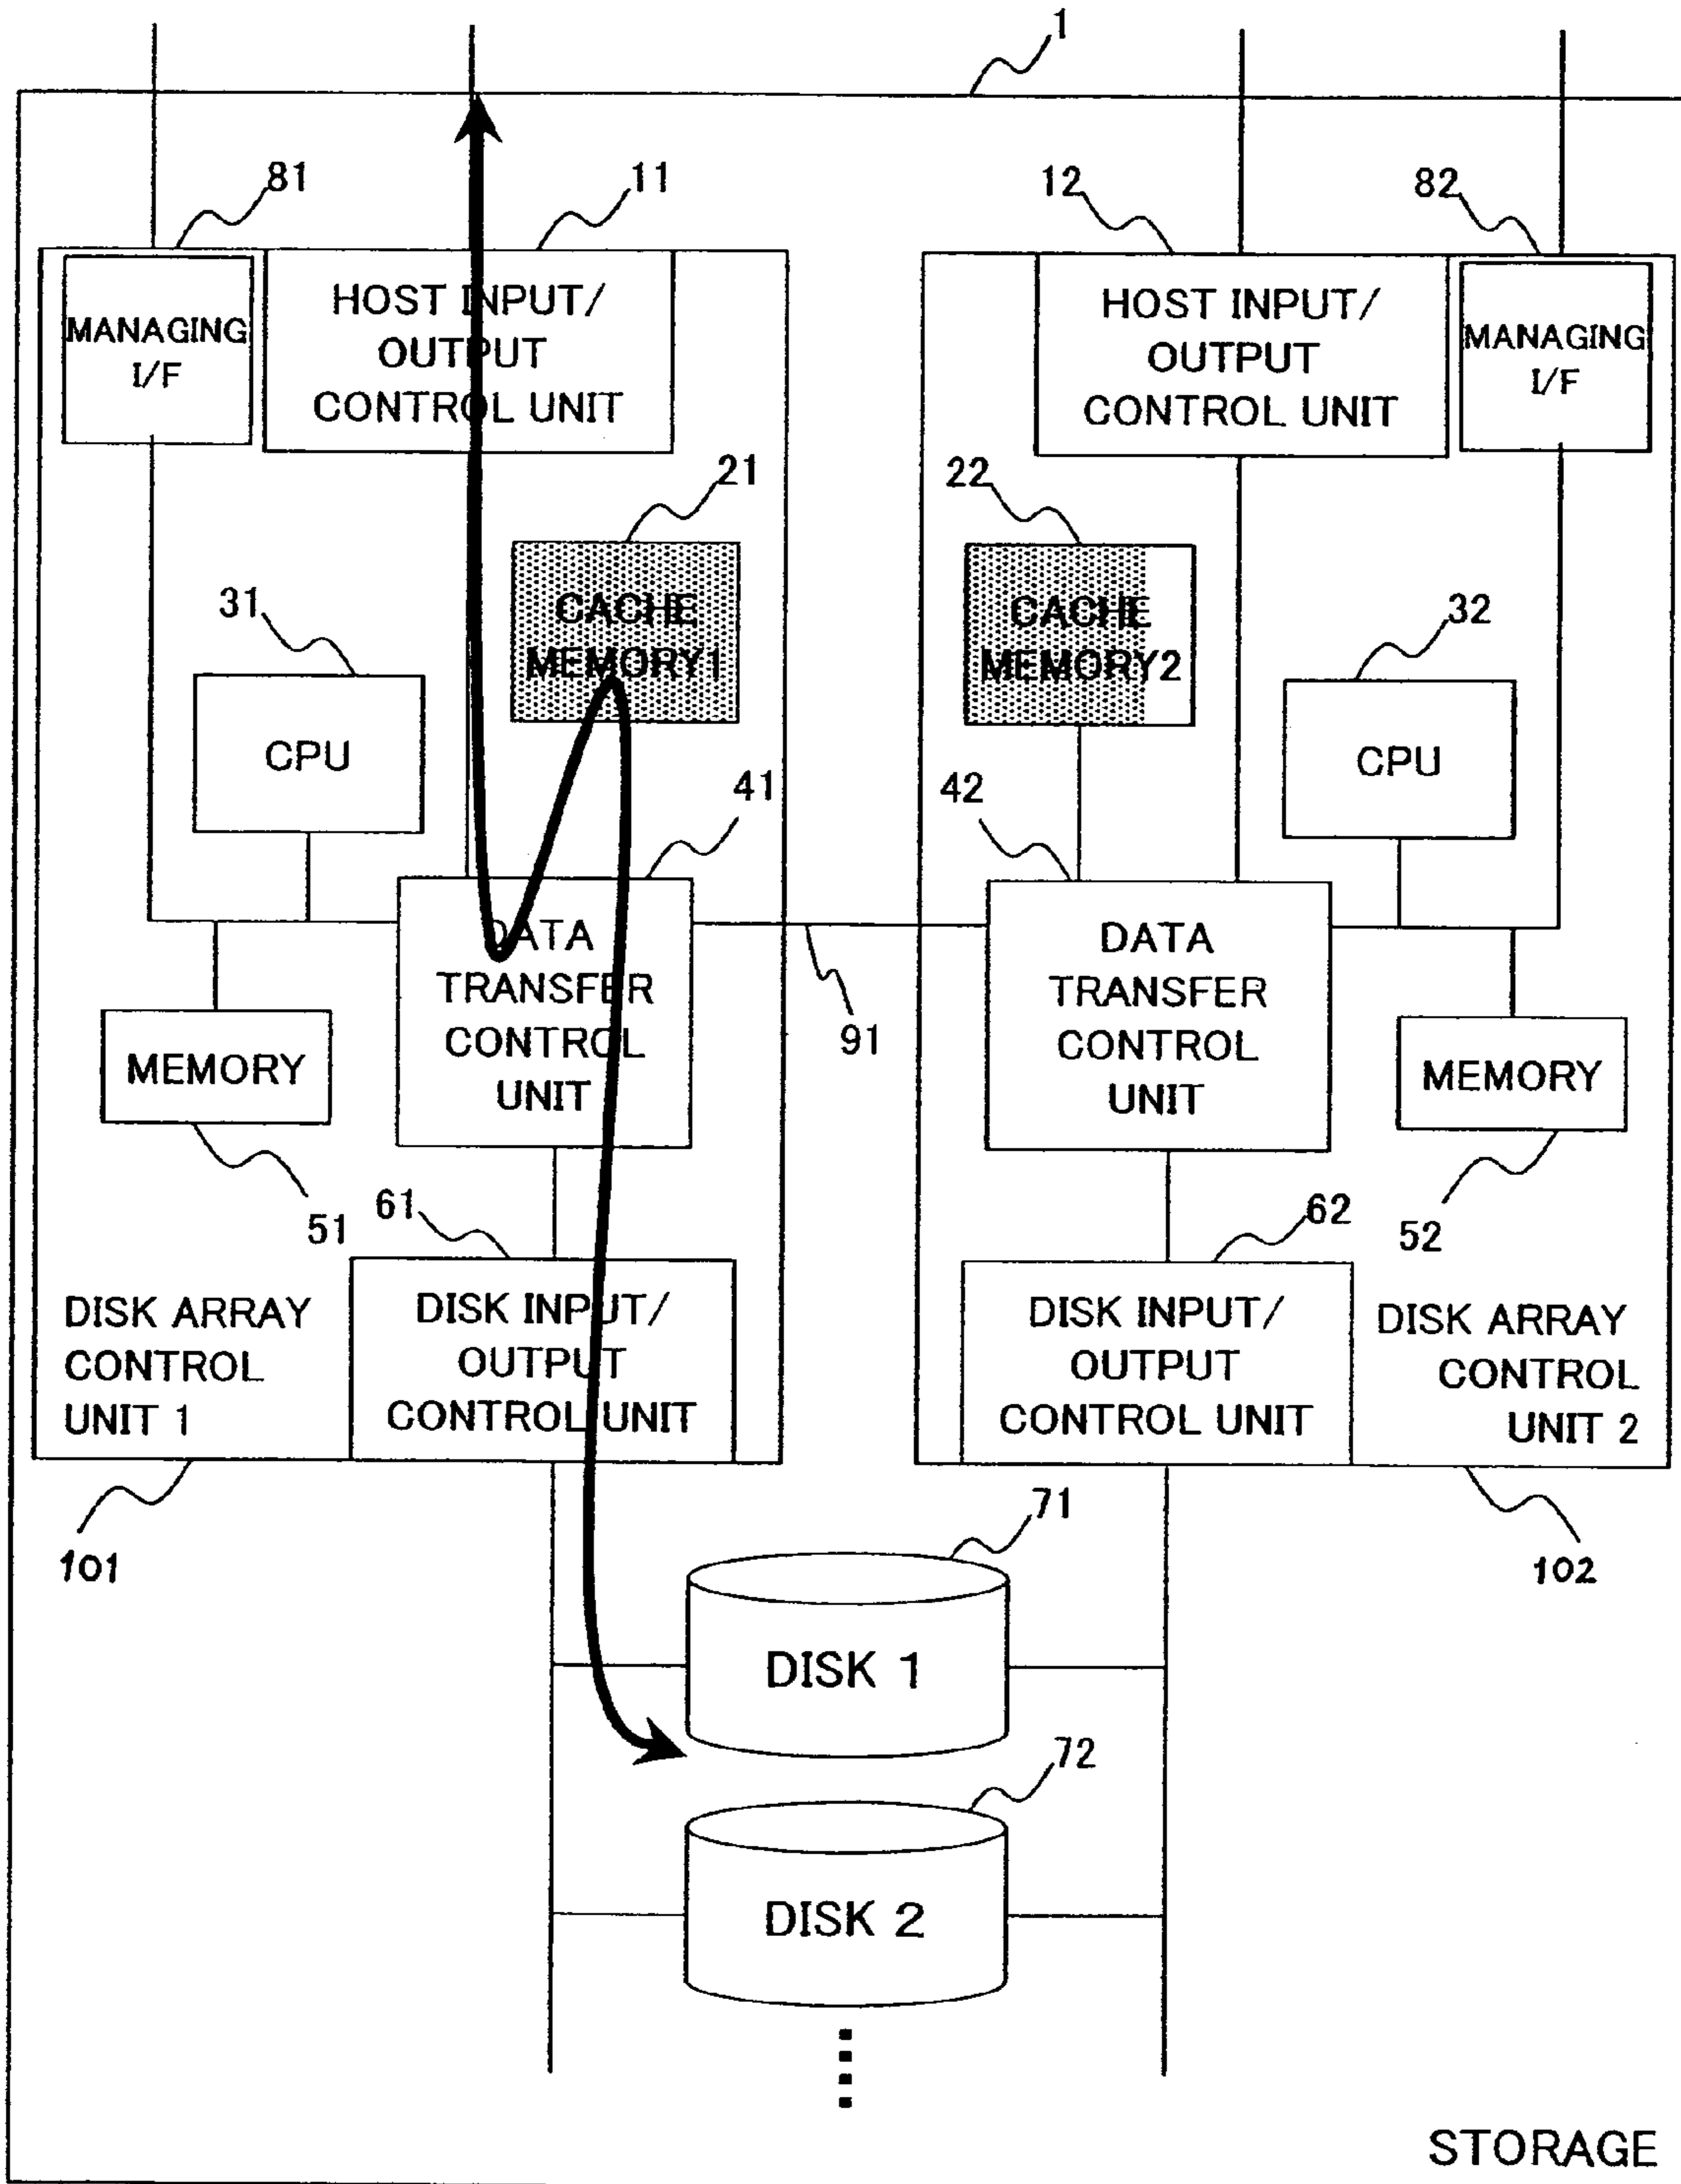 1
81
11
12
82
MANAGING
I/F
HOST INPUT/
OUTPUT
CONTROL UNIT
HOST INPUT/
OUTPUT
CONTROL UNIT
MANAGING
I/F
21
22
31
CACHE
MEMORY1
CACHE
MEMORY2
32
CPU
CPU
41
42
DATA
TRANSFER
CONTROL
UNIT
DATA
TRANSFER
CONTROL
UNIT
91
MEMORY
MEMORY
51
61
62
52
DISK ARRAY
CONTROL
UNIT 1
DISK INPUT/
OUTPUT
CONTROL UNIT
DISK INPUT/
OUTPUT
CONTROL UNIT
DISK ARRAY
CONTROL
UNIT 2
101
71
102
DISK 1
72
DISK 2
STORAGE